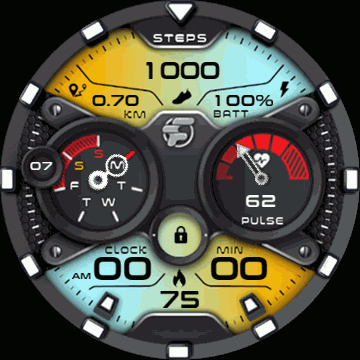 STEPS
1000
0.70
KM
100%
BATT
07
S S M
F T
T W
62
PULSE
CLOCK
AM 00
MIN
00
75